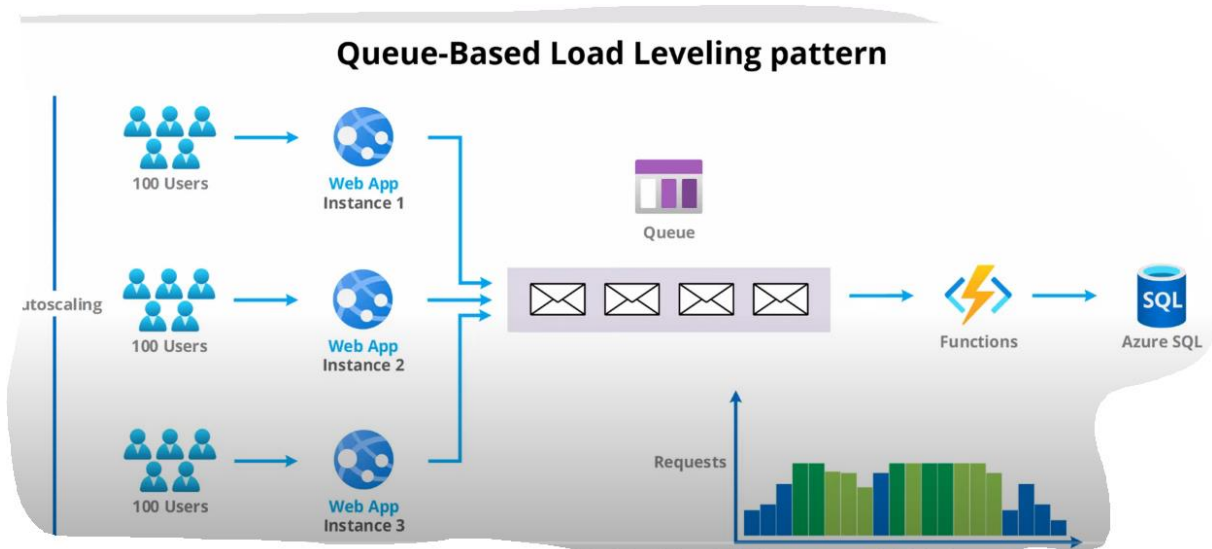 Queue-Based Load Leveling pattern
100 Users
Web App
Instance 1
Queue
utoscaling
100 Users
Web App
Instance 2
Functions
SQL
Azure SQL
Requests
100 Users
Web App
Instance 3